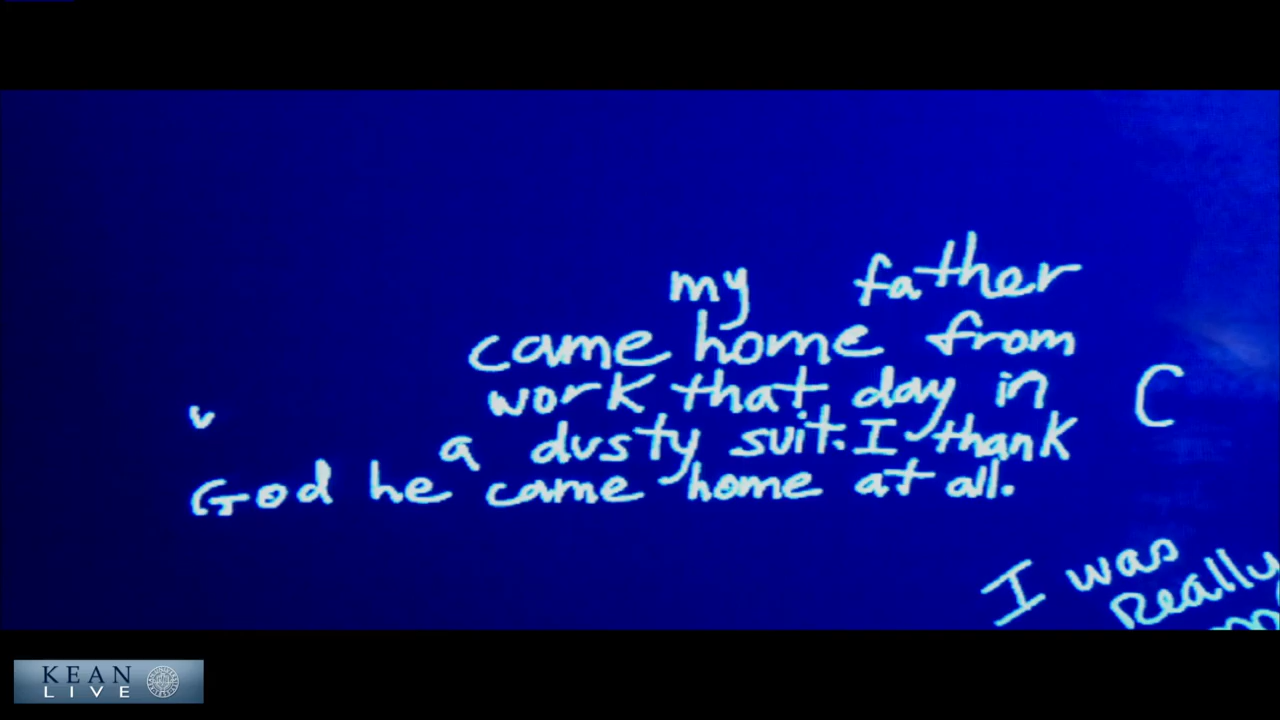 my father
came home from
work that day in
a dusty suit. I thank
God he came home at all.
C
I was
Really
KEAN
LIVE